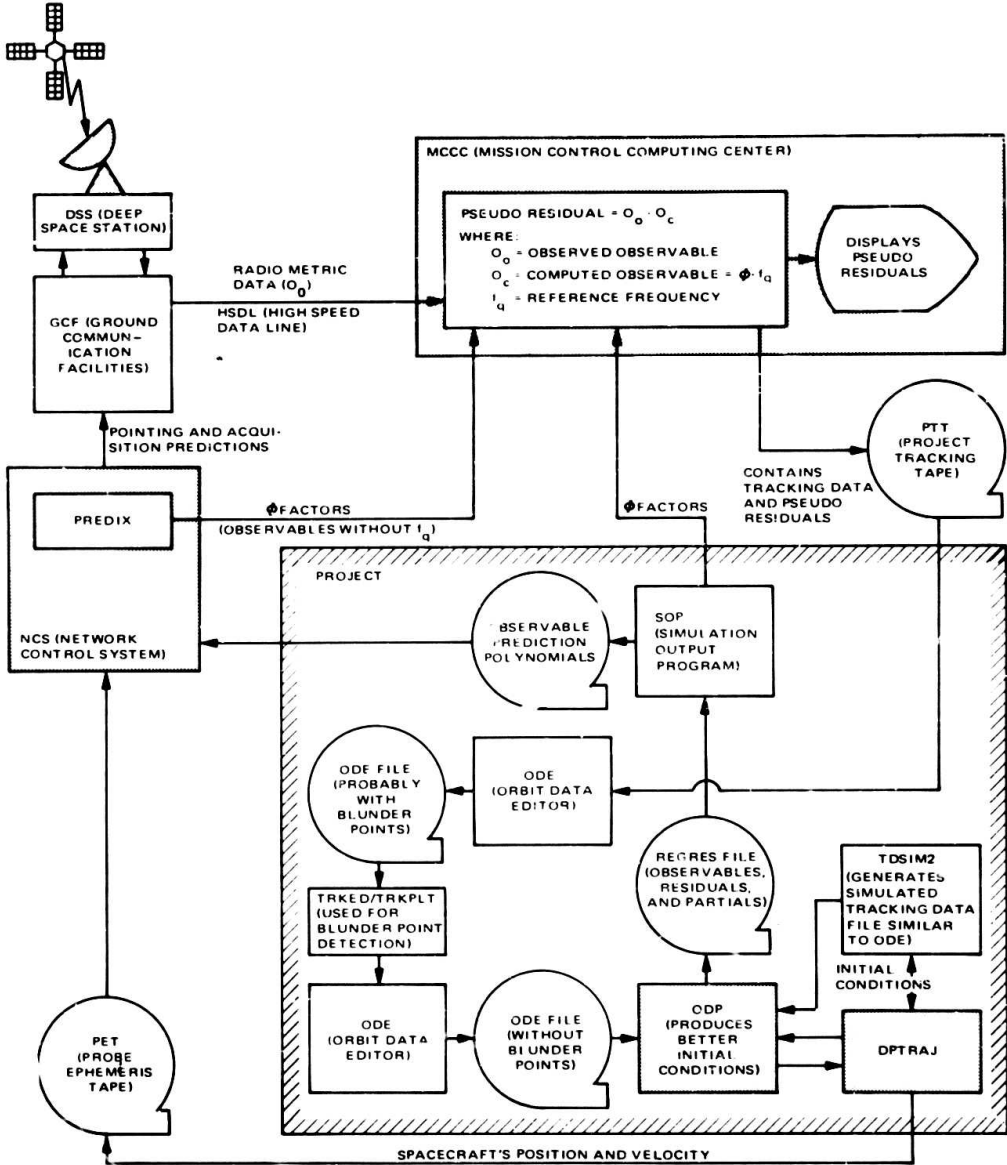 MCCC (MISSION CONTROL COMPUTING CENTER)
PSEUDO RESIDUAL = Oo - Oc
WHERE:
Oo = OBSERVED OBSERVABLE
Oc = COMPUTED OBSERVABLE = ϕ·fq
fq = REFERENCE FREQUENCY
DISPLAYS
PSEUDO
RESIDUALS
DSS (DEEP
SPACE STATION)
RADIO METRIC
DATA (O0)
HSDL (HIGH SPEED
DATA LINE)
GCF (GROUND
COMMUN-
ICATION
FACILITIES)
POINTING AND ACQUI-
SITION PREDICTIONS
PTT
(PROJECT
TRACKING
TAPE)
CONTAINS
TRACKING DATA
AND PSEUDO
RESIDUALS
PREDIX
ϕ FACTORS
(OBSERVABLES WITHOUT fq)
ϕ FACTORS
NCS (NETWORK
CONTROL SYSTEM)
PROJECT
OBSERVABLE
PREDICTION
POLYNOMIALS
SOP
(SIMULATION
OUTPUT
PROGRAM)
ODE FILE
(PROBABLY
WITH
BLUNDER
POINTS)
ODE
(ORBIT DATA
EDITOR)
REGRES FILE
(OBSERVABLES,
RESIDUALS,
AND PARTIALS)
TDSIM2
(GENERATES
SIMULATED
TRACKING DATA
FILE SIMILAR
TO ODE)
TRKED/TRKPLT
(USED FOR
BLUNDER POINT
DETECTION)
INITIAL
CONDITIONS
ODE
(ORBIT DATA
EDITOR)
ODE FILE
(WITHOUT
BLUNDER
POINTS)
ODP
(PRODUCES
BETTER
INITIAL
CONDITIONS)
DPTRAJ
PET
(PROBE
EPHEMERIS
TAPE)
SPACECRAFT'S POSITION AND VELOCITY